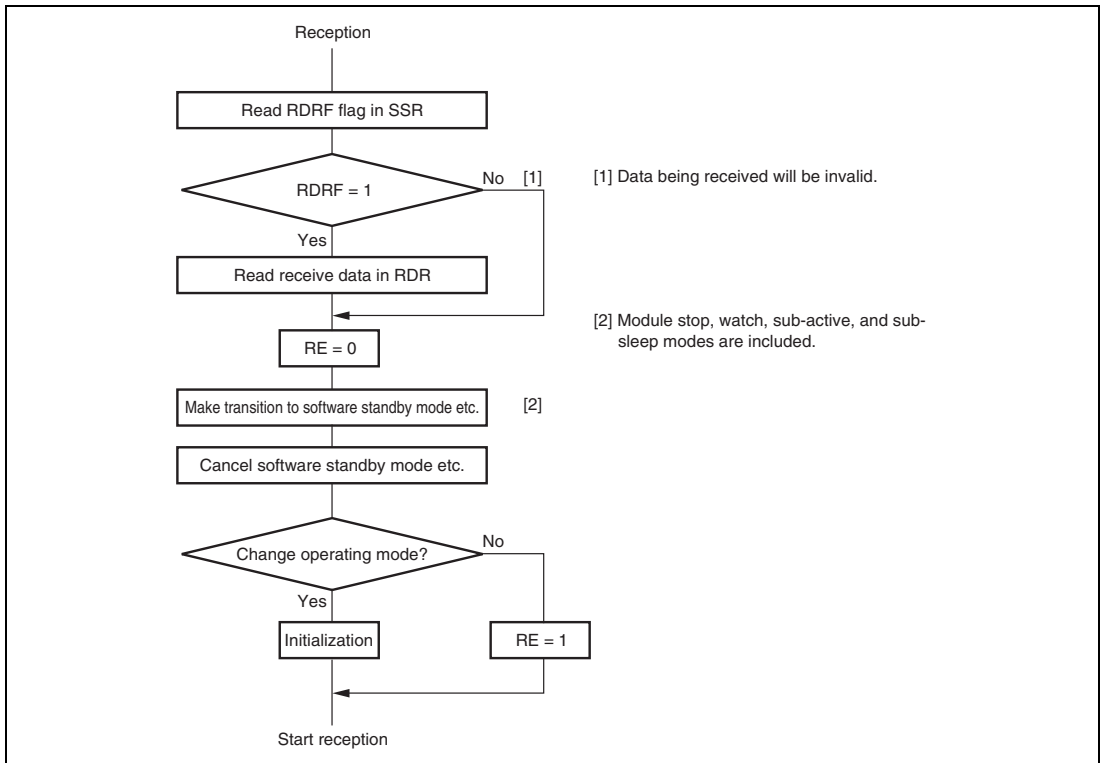 Reception
Read RDRF flag in SSR
RDRF = 1
No [1]
[1] Data being received will be invalid.
Yes
Read receive data in RDR
RE = 0
[2] Module stop, watch, sub-active, and sub-
sleep modes are included.
Make transition to software standby mode etc.
[2]
Cancel software standby mode etc.
Change operating mode?
No
Yes
Initialization
RE = 1
Start reception